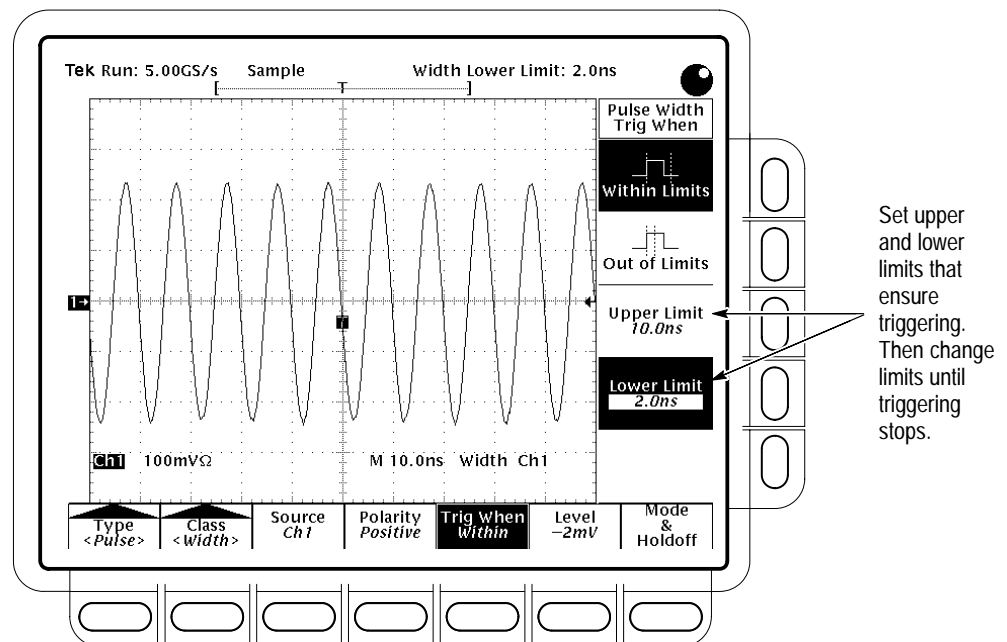 Tek Run: 5.00GS/s Sample Width Lower Limit: 2.0ns
T
Pulse Width
Trig When
Within Limits
Out of Limits
Upper Limit
10.0ns
Lower Limit
2.0ns
1
T
Ch1 100mVΩ M 10.0ns Width Ch1
Type
<Pulse>
Class
<Width>
Source
Ch1
Polarity
Positive
Trig When
Within
Level
−2mV
Mode
&
Holdoff
Set upper
and lower
limits that
ensure
triggering.
Then change
limits until
triggering
stops.